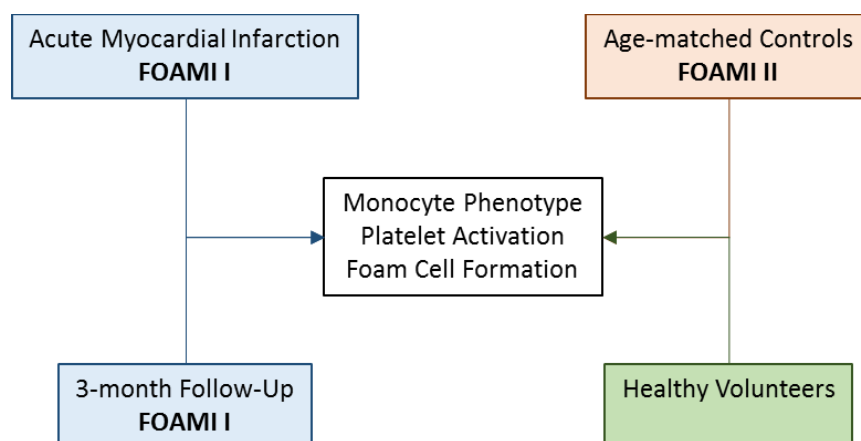 Acute Myocardial Infarction
FOAMI I
Age-matched Controls
FOAMI II
Monocyte Phenotype
Platelet Activation
Foam Cell Formation
3-month Follow-Up
FOAMI I
Healthy Volunteers